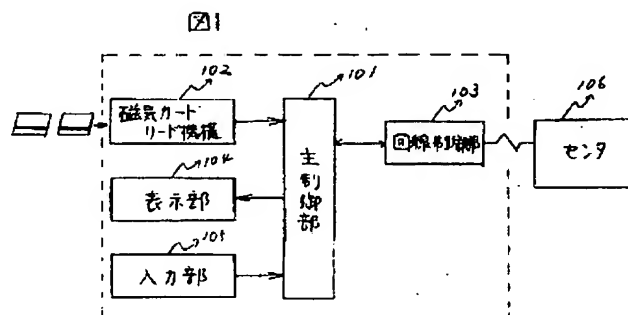 図1
102
磁気カード
リード機構
101
主制御部
103
回線制御部
106
センタ
104
表示部
105
入力部